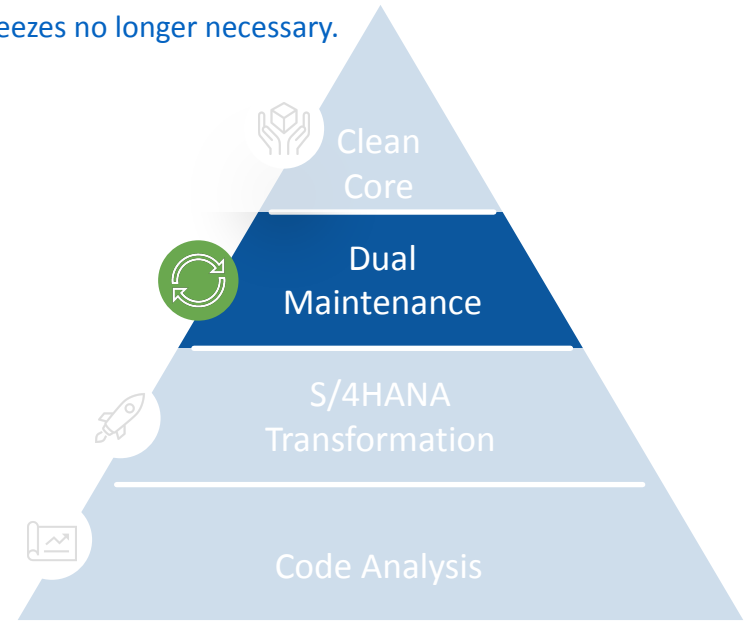 eezes no longer necessary.
Clean
Core
Dual
Maintenance
S/4HANA
Transformation
Code Analysis